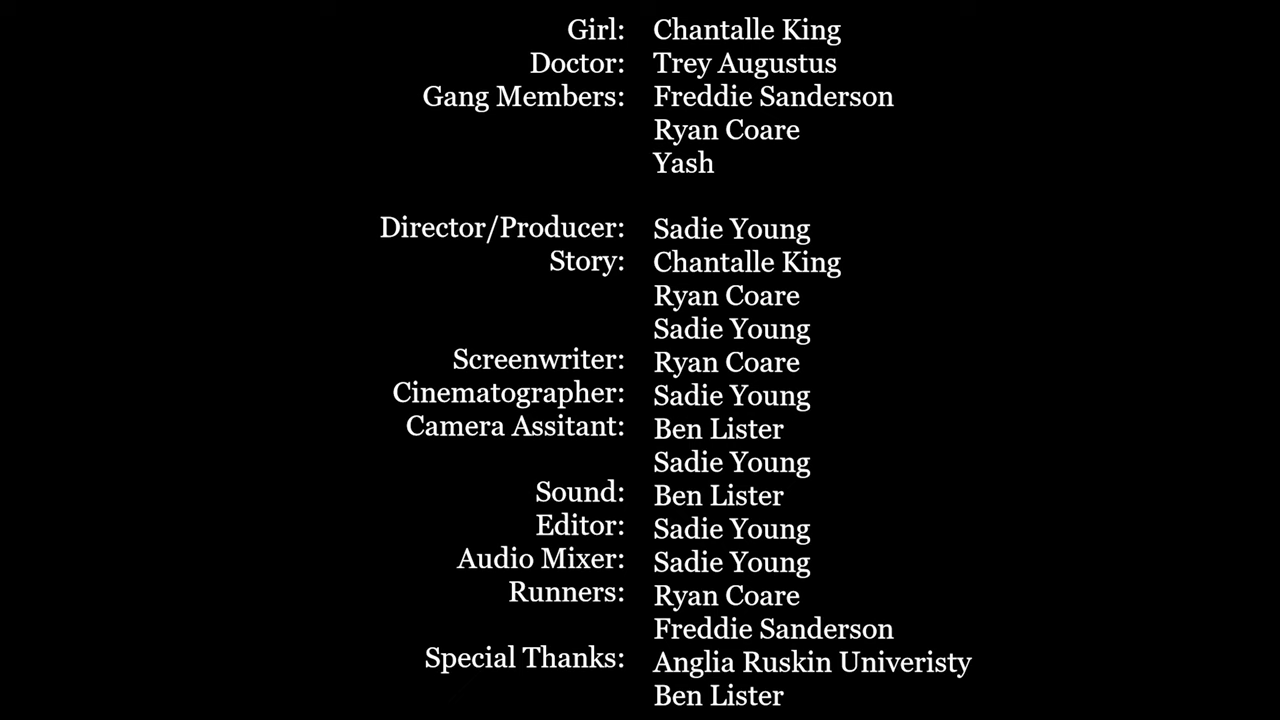 Girl: Chantalle King
Doctor: Trey Augustus
Gang Members: Freddie Sanderson
Ryan Coare
Yash
Director/Producer: Sadie Young
Story: Chantalle King
Ryan Coare
Sadie Young
Screenwriter: Ryan Coare
Cinematographer: Sadie Young
Camera Assitant: Ben Lister
Sadie Young
Sound: Ben Lister
Editor: Sadie Young
Audio Mixer: Sadie Young
Runners: Ryan Coare
Freddie Sanderson
Special Thanks: Anglia Ruskin Univeristy
Ben Lister